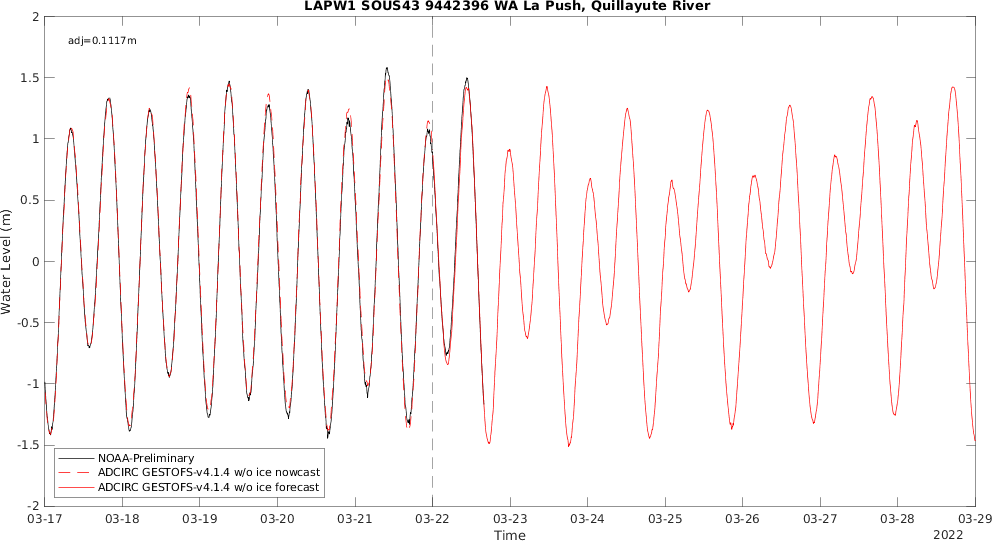 LAPW1 SOUS43 9442396 WA La Push, Quillayute River
adj=0.1117m
2
1.5
1
0.5
0
-0.5
-1
-1.5
-2
Water Level (m)
NOAA-Preliminary
ADCIRC GESTOFS-v4.1.4 w/o ice nowcast
ADCIRC GESTOFS-v4.1.4 w/o ice forecast
03-17 03-18 03-19 03-20 03-21 03-22 03-23 03-24 03-25 03-26 03-27 03-28 03-29
Time
2022